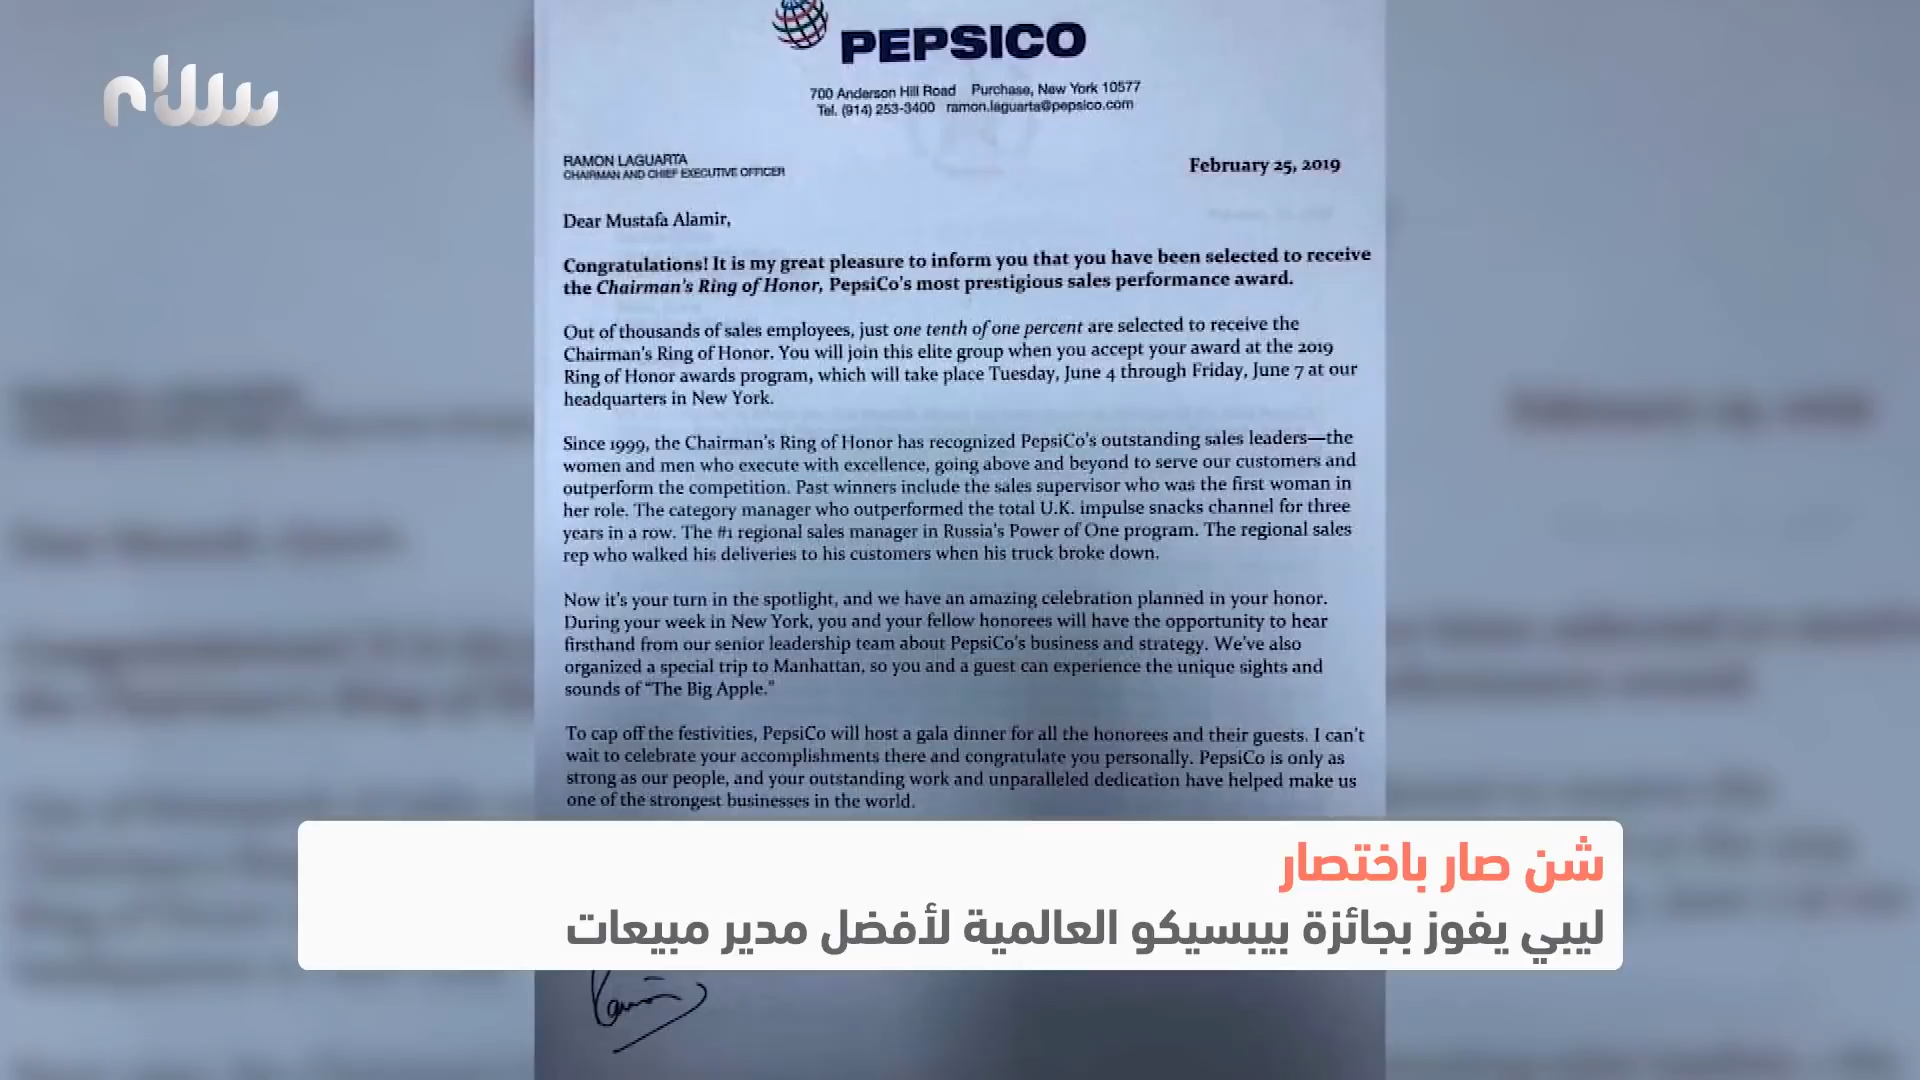 سلام
PEPSICO
700 Anderson Hill Road Purchase, New York 10577
Tel. (914) 253-3400 ramon.laguarta@pepsico.com
RAMON LAGUARTA
CHAIRMAN AND CHIEF EXECUTIVE OFFICER
February 25, 2019
Dear Mustafa Alamir,
Congratulations! It is my great pleasure to inform you that you have been selected to receive
the Chairman's Ring of Honor, PepsiCo's most prestigious sales performance award.
Out of thousands of sales employees, just one tenth of one percent are selected to receive the
Chairman's Ring of Honor. You will join this elite group when you accept your award at the 2019
Ring of Honor awards program, which will take place Tuesday, June 4 through Friday, June 7 at our
headquarters in New York.
Since 1999, the Chairman's Ring of Honor has recognized PepsiCo's outstanding sales leaders—the
women and men who execute with excellence, going above and beyond to serve our customers and
outperform the competition. Past winners include the sales supervisor who was the first woman in
her role. The category manager who outperformed the total U.K. impulse snacks channel for three
years in a row. The #1 regional sales manager in Russia's Power of One program. The regional sales
rep who walked his deliveries to his customers when his truck broke down.
Now it's your turn in the spotlight, and we have an amazing celebration planned in your honor.
During your week in New York, you and your fellow honorees will have the opportunity to hear
firsthand from our senior leadership team about PepsiCo's business and strategy. We've also
organized a special trip to Manhattan, so you and a guest can experience the unique sights and
sounds of "The Big Apple."
To cap off the festivities, PepsiCo will host a gala dinner for all the honorees and their guests. I can't
wait to celebrate your accomplishments there and congratulate you personally. PepsiCo is only as
strong as our people, and your outstanding work and unparalleled dedication have helped make us
one of the strongest businesses in the world.
شن صار باختصار
ليبي يفوز بجائزة بيبسيكو العالمية لأفضل مدير مبيعات